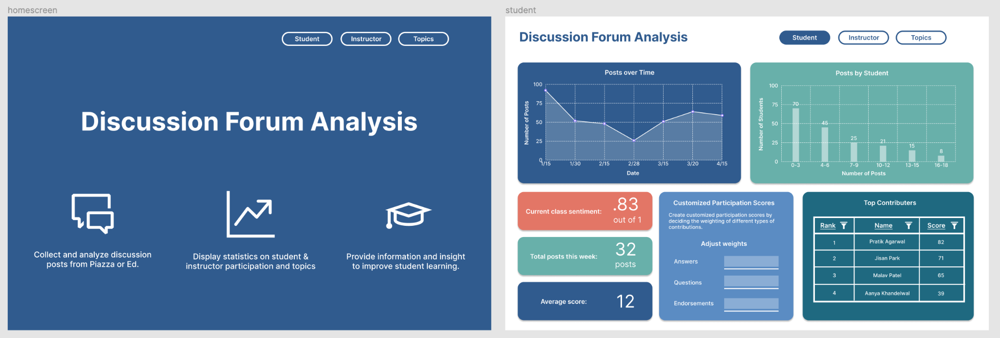 homescreen
Student
Instructor
Topics
Discussion Forum Analysis
Collect and analyze discussion
posts from Piazza or Ed.
Display statistics on student &
instructor participation and topics
Provide information and insight
to improve student learning.
student
Discussion Forum Analysis
Student
Instructor
Topics
Posts over Time
Number of Posts
100
75
50
25
0
1/15
1/30
2/15
2/28
3/15
3/20
4/15
Date
Posts by Student
Number of Students
100
75
50
25
0
70
45
25
21
15
8
0-3
4-6
7-9
10-12
13-15
16-18
Number of Posts
Current class sentiment:
.83
out of 1
Total posts this week:
32
posts
Average score:
12
Customized Participation Scores
Create customized participation scores by
deciding the weighting of different types of
contributions.
Adjust weights
Answers
Questions
Endorsements
Top Contributers
Rank Name Score
1 Pratik Agarwal 82
2 Jisan Park 71
3 Malav Patel 65
4 Aanya Khandelwal 39